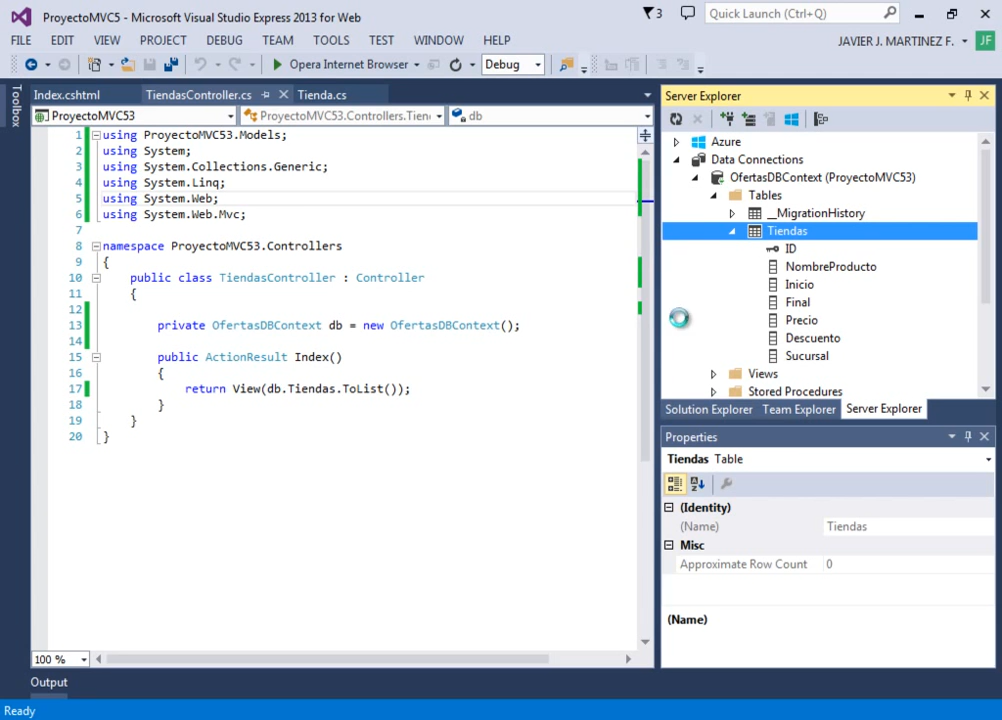 ProyectoMVC5 - Microsoft Visual Studio Express 2013 for Web
3
Quick Launch (Ctrl+Q)
FILE EDIT VIEW PROJECT DEBUG TEAM TOOLS TEST WINDOW HELP
JAVIER J. MARTINEZ F. JF
Opera Internet Browser Debug
Toolbox
Index.cshtml TiendasController.cs Tienda.cs
ProyectoMVC53 ProyectoMVC53.Controllers.Tien db
1 using ProyectoMVC53.Models;
2 using System;
3 using System.Collections.Generic;
4 using System.Linq;
5 using System.Web;
6 using System.Web.Mvc;
7
8 namespace ProyectoMVC53.Controllers
9 {
10 public class TiendasController : Controller
11 {
12
13 private OfertasDBContext db = new OfertasDBContext();
14
15 public ActionResult Index()
16 {
17 return View(db.Tiendas.ToList());
18 }
19 }
20 }
100 %
Output
Ready
Server Explorer
Azure
Data Connections
OfertasDBContext (ProyectoMVC53)
Tables
__MigrationHistory
Tiendas
ID
NombreProducto
Inicio
Final
Precio
Descuento
Sucursal
Views
Stored Procedures
Solution Explorer Team Explorer Server Explorer
Properties
Tiendas Table
(Identity)
(Name) Tiendas
Misc
Approximate Row Count 0
(Name)